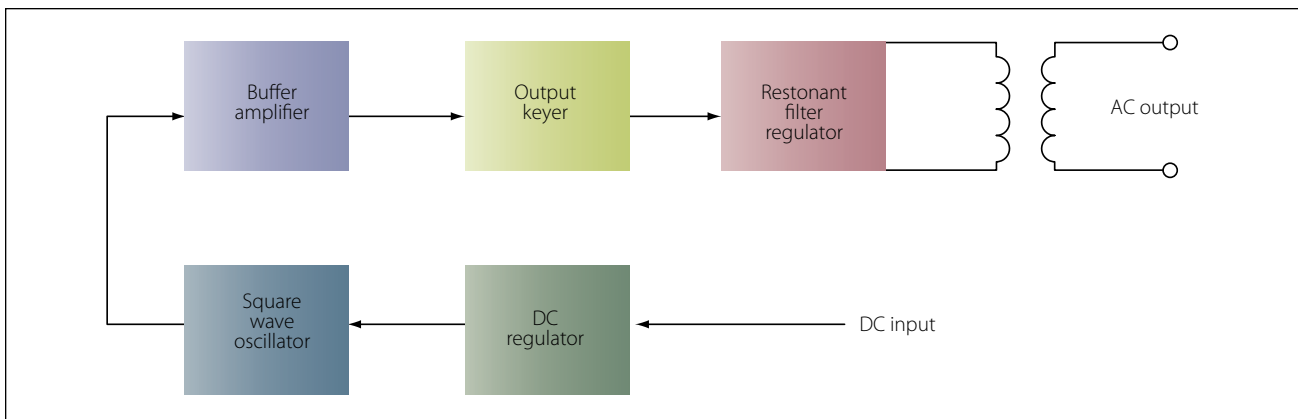 Buffer
amplifier
Output
keyer
Restonant
filter
regulator
AC output
Square
wave
oscillator
DC
regulator
DC input